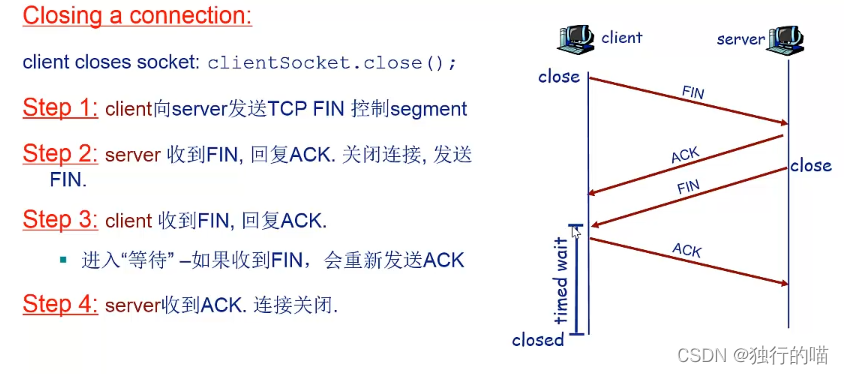 Closing a connection:
client closes socket: clientSocket.close();
Step 1: client向server发送TCP FIN 控制segment
Step 2: server 收到FIN, 回复ACK. 关闭连接, 发送
FIN.
Step 3: client 收到FIN, 回复ACK.
进入“等待” –如果收到FIN，会重新发送ACK
Step 4: server收到ACK. 连接关闭.
client
server
close
FIN
ACK
close
FIN
ACK
timed wait
closed
CSDN @独行的喵